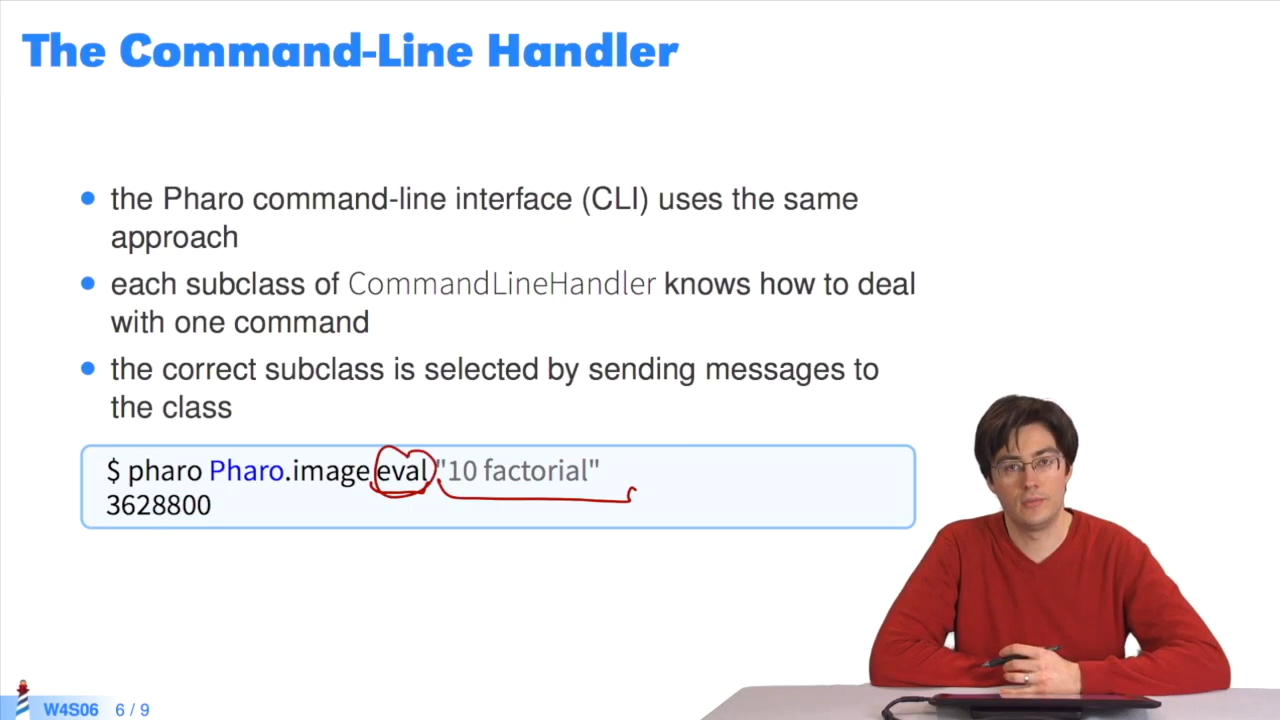 The Command-Line Handler
the Pharo command-line interface (CLI) uses the same
approach
each subclass of CommandLineHandler knows how to deal
with one command
the correct subclass is selected by sending messages to
the class
$ pharo Pharo.image eval "10 factorial"
3628800
W4S06 6 / 9